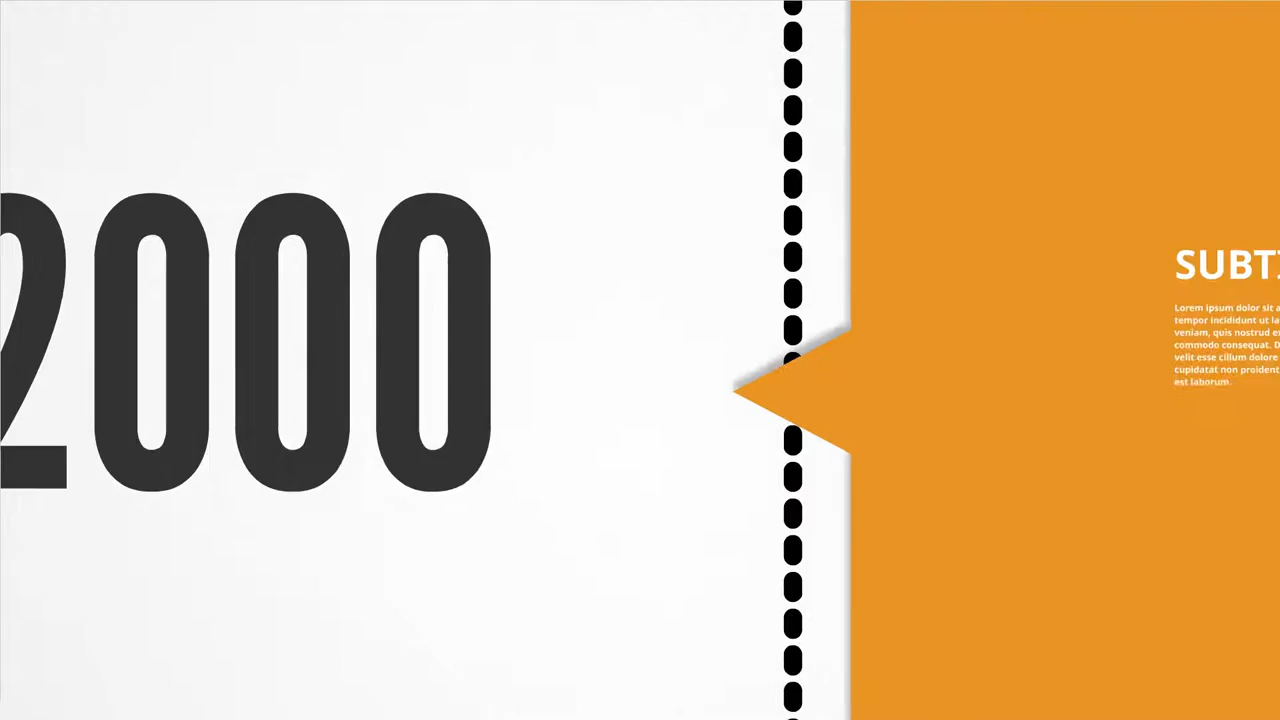 2000
SUBT
Lorem ipsum dolor sit
tempor incididunt ut
veniam, quis nostrud
commodo consequat.
velit esse cillum dolore
cupidatat non proident
est laborum.